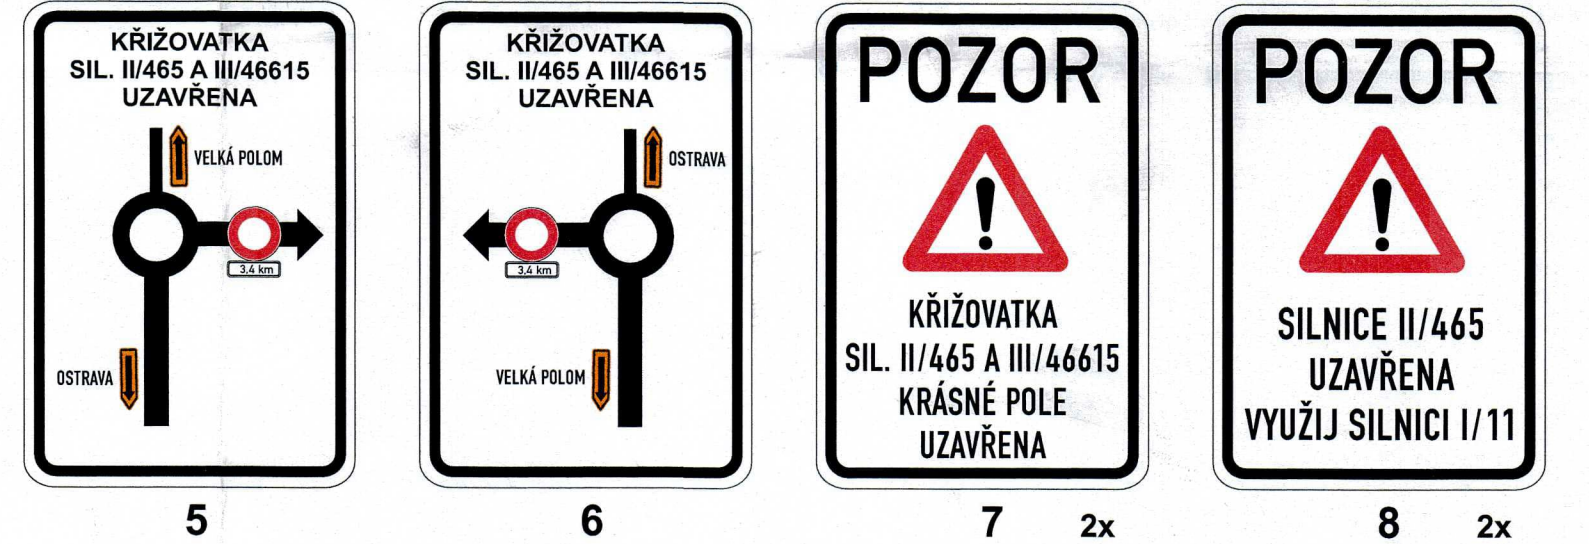 KŘIŽOVATKA
SIL. II/465 A III/46615
UZAVŘENA
VELKÁ POLOM
3,4 km
OSTRAVA
5
KŘIŽOVATKA
SIL. II/465 A III/46615
UZAVŘENA
OSTRAVA
3,4 km
VELKÁ POLOM
6
POZOR
KŘIŽOVATKA
SIL. II/465 A III/46615
KRÁSNÉ POLE
UZAVŘENA
7 2x
POZOR
SILNICE II/465
UZAVŘENA
VYUŽIJ SILNICI I/11
8 2x